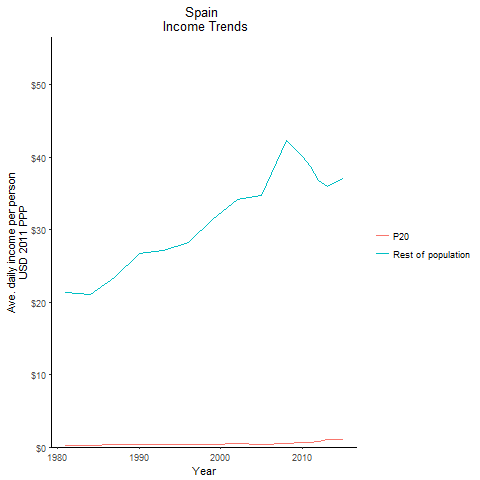 Spain
Income Trends
$50
$40
$30
$20
$10
$0
Ave. daily income per person
USD 2011 PPP
1980
1990
2000
2010
Year
P20
Rest of population